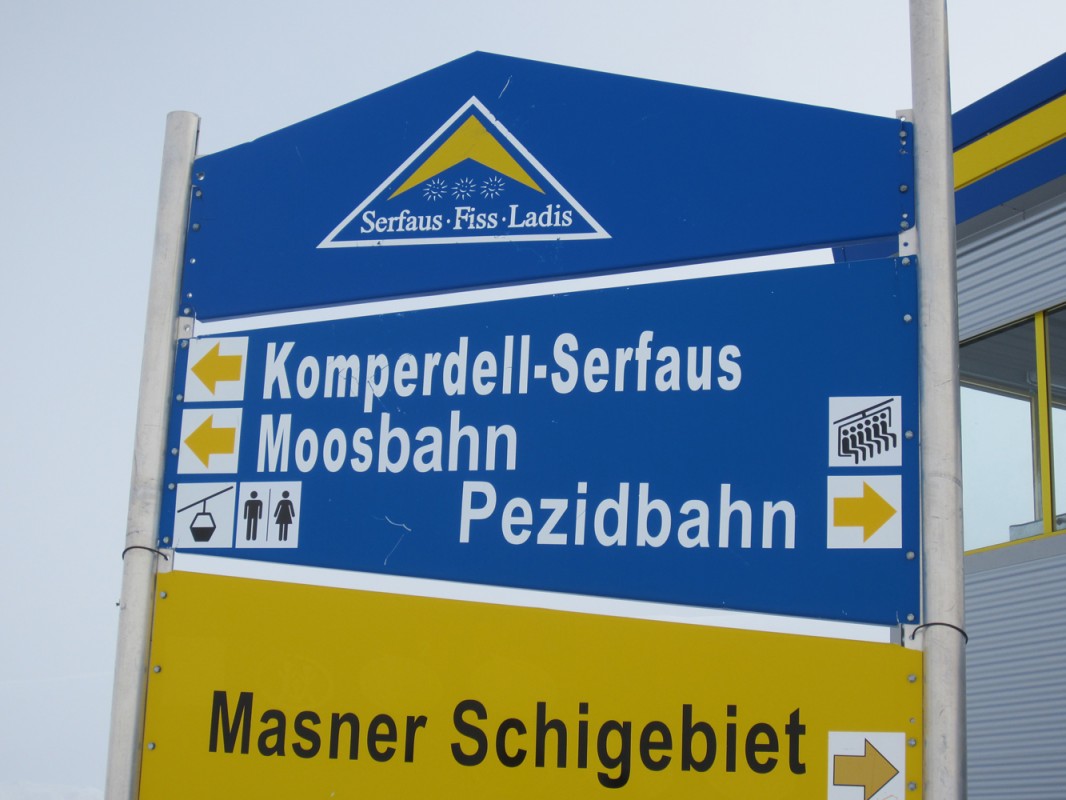 Serfaus·Fiss·Ladis
Komperdell-Serfaus
Moosbahn
Pezidbahn
Masner Schigebiet